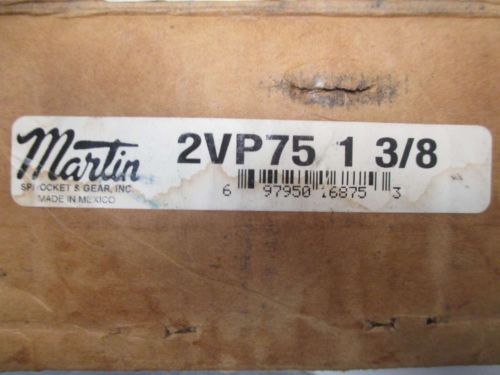 Martin
SPROCKET & GEAR, INC.
MADE IN MEXICO
2VP75 1 3/8
6 97950 16875 3